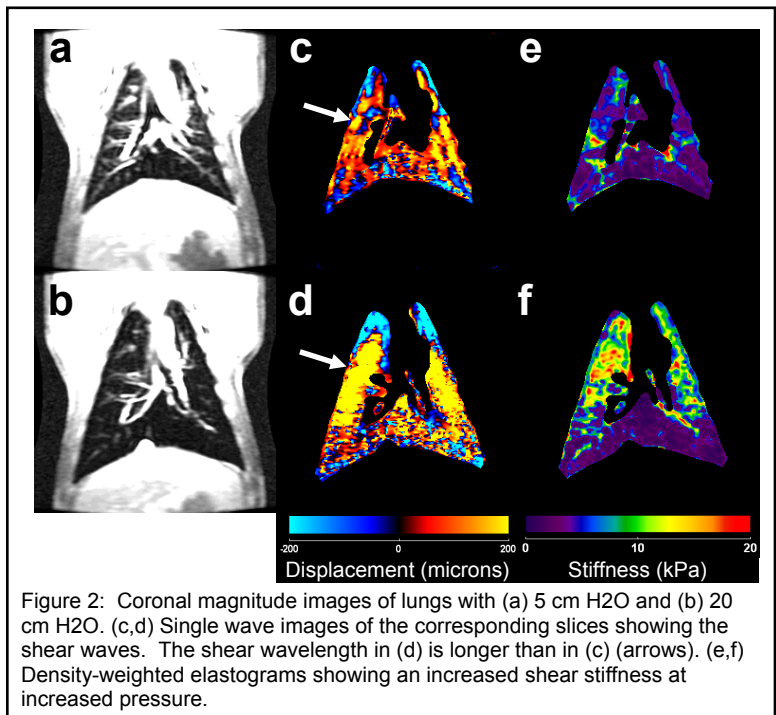 a
c
e
b
d
f
-200 0 200
0 10 20
Displacement (microns) Stiffness (kPa)
Figure 2: Coronal magnitude images of lungs with (a) 5 cm H2O and (b) 20
cm H2O. (c,d) Single wave images of the corresponding slices showing the
shear waves. The shear wavelength in (d) is longer than in (c) (arrows). (e,f)
Density-weighted elastograms showing an increased shear stiffness at
increased pressure.